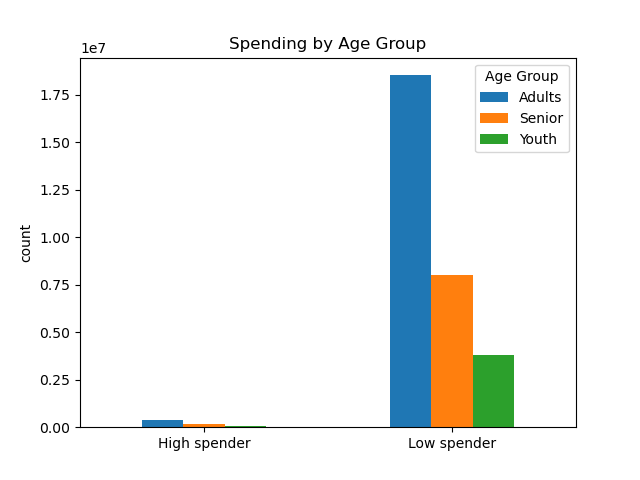 Spending by Age Group
1e7
1.75
1.50
1.25
1.00
0.75
0.50
0.25
0.00
count
High spender
Low spender
Age Group
Adults
Senior
Youth